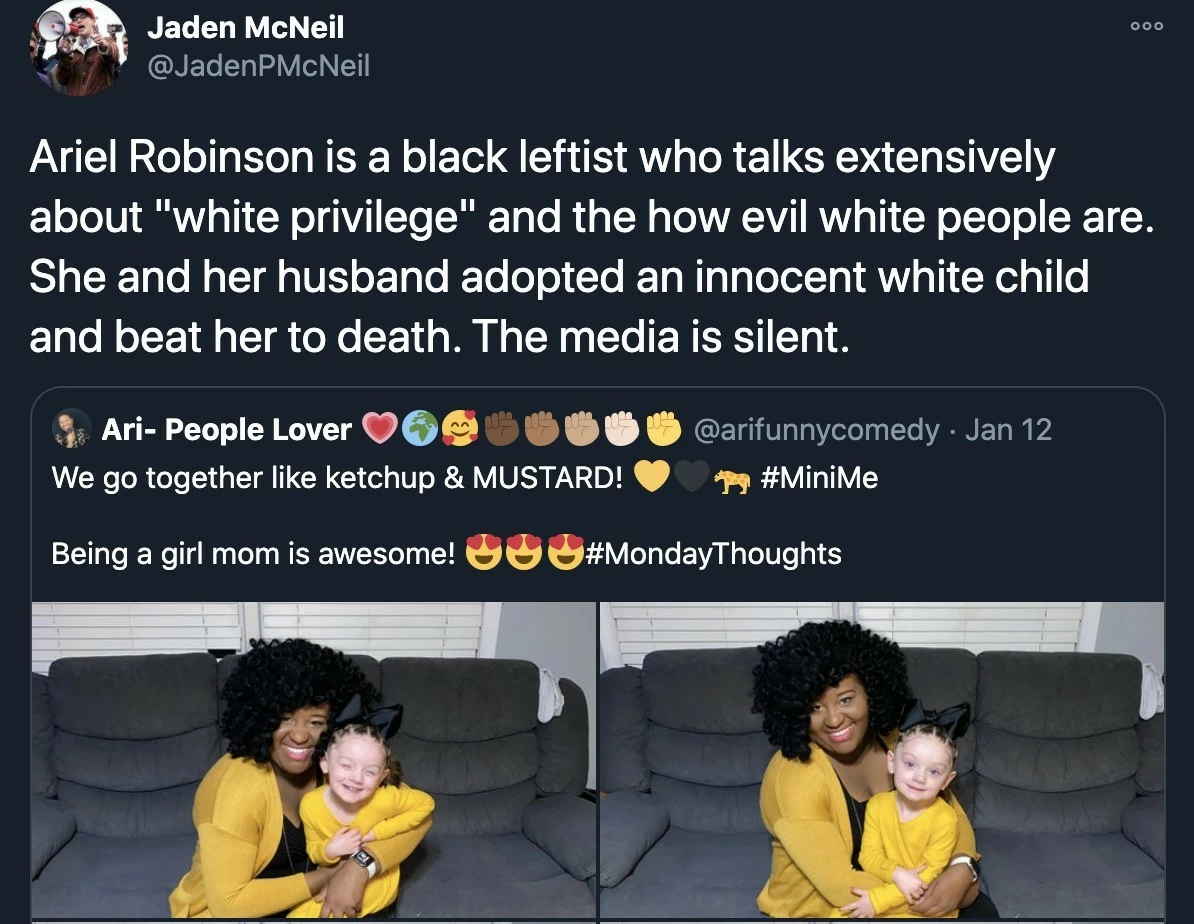 Jaden McNeil
@JadenPMcNeil
Ariel Robinson is a black leftist who talks extensively
about "white privilege" and the how evil white people are.
She and her husband adopted an innocent white child
and beat her to death. The media is silent.
Ari- People Lover 💗🌍🥰✊🏿✊🏾✊🏽✊🏻✊ @arifunnycomedy · Jan 12
We go together like ketchup & MUSTARD! 💛🖤🐆 #MiniMe
Being a girl mom is awesome! 😍😍😍#MondayThoughts